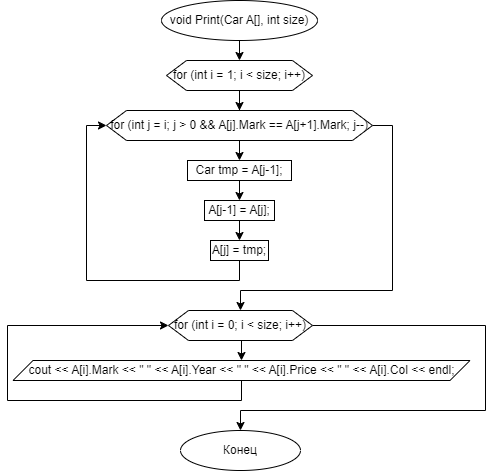 void Print(Car A[], int size)
for (int i = 1; i < size; i++)
for (int j = i; j > 0 && A[j].Mark == A[j+1].Mark; j--)
Car tmp = A[j-1];
A[j-1] = A[j];
A[j] = tmp;
for (int i = 0; i < size; i++)
cout << A[i].Mark << " " << A[i].Year << " " << A[i].Price << " " << A[i].Col << endl;
Конец